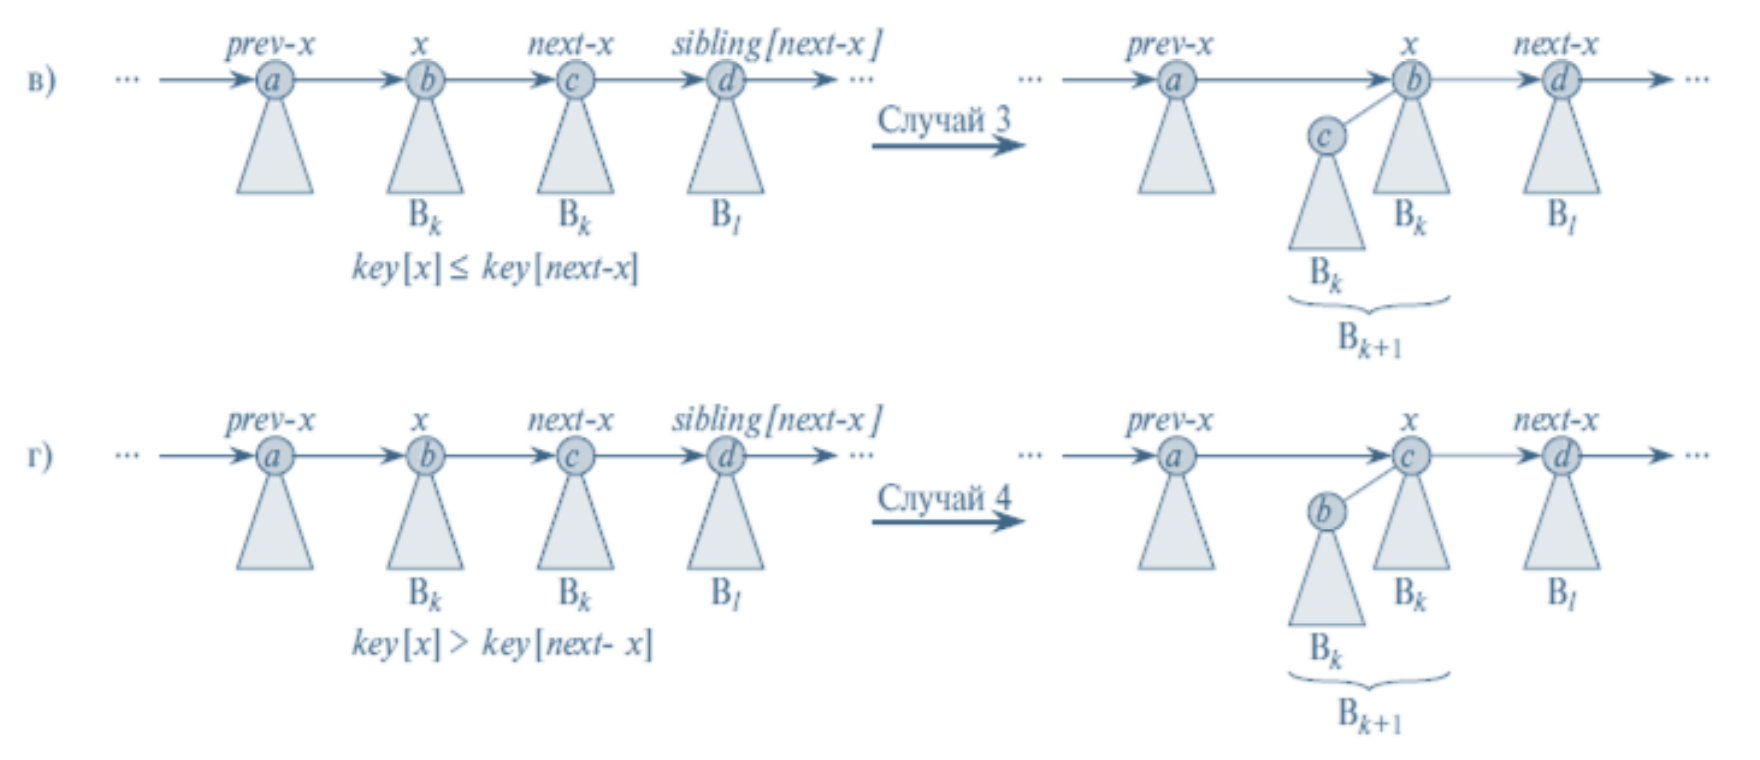 prev-x x next-x sibling[next-x] prev-x x next-x
в) ... a b c d ... Случай 3 ... a b d ...
c
B_k B_k B_l B_k B_l
key[x] ≤ key[next-x] B_k
B_{k+1}
prev-x x next-x sibling[next-x] prev-x x next-x
г) ... a b c d ... Случай 4 ... a c d ...
b
B_k B_k B_l B_k B_l
key[x] > key[next- x] B_k
B_{k+1}